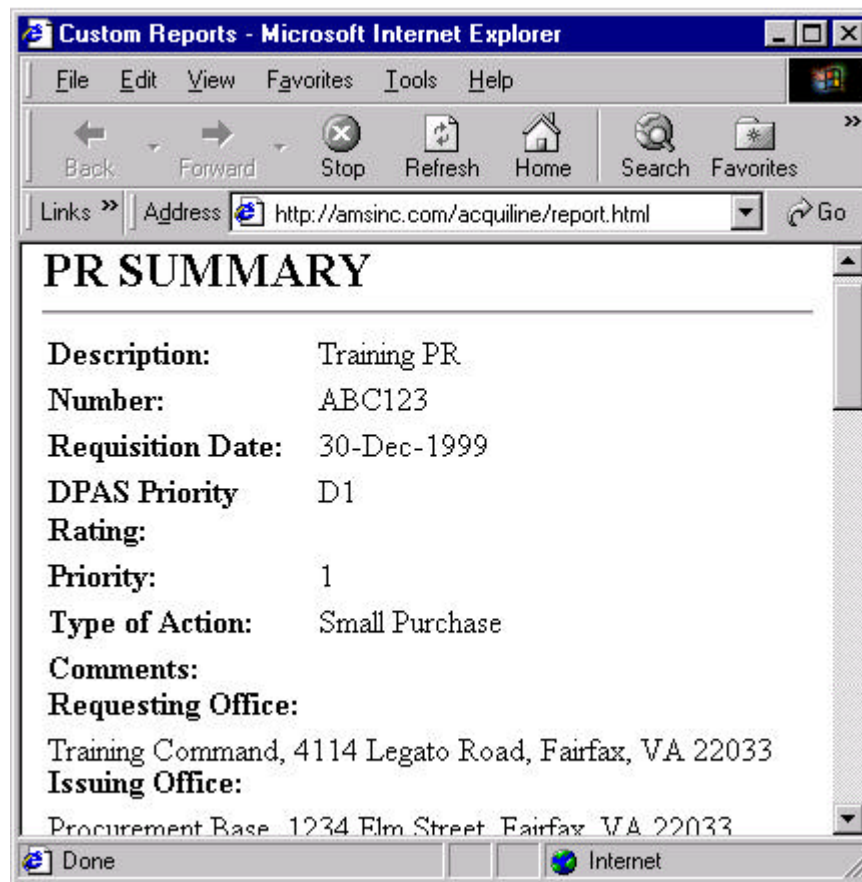 Custom Reports - Microsoft Internet Explorer
File Edit View Favorites Tools Help
Back Forward Stop Refresh Home Search Favorites »
Links » Address http://amsinc.com/acquiline/report.html Go
PR SUMMARY
Description: Training PR
Number: ABC123
Requisition Date: 30-Dec-1999
DPAS Priority D1
Rating:
Priority: 1
Type of Action: Small Purchase
Comments:
Requesting Office:
Training Command, 4114 Legato Road, Fairfax, VA 22033
Issuing Office:
Procurement Base, 1234 Elm Street, Fairfax, VA 22033
Done Internet